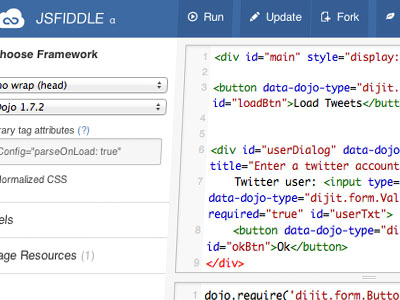 JSFIDDLE α
Run
Update
Fork
hoose Framework
no wrap (head)
Dojo 1.7.2
rary tag attributes (?)
Config="parseOnLoad: true"
Normalized CSS
els
age Resources (1)
1 <div id="main" style="display:
2
3 <button data-dojo-type="dijit.
id="loadBtn">Load Tweets</but
4
5
6 <div id="userDialog" data-dojo
title="Enter a twitter account
7 Twitter user: <input type=
data-dojo-type="dijit.form.Val
required="true" id="userTxt">
8 <button data-dojo-type="di
id="okBtn">Ok</button>
9 </div>
1 dojo.require('dijit.form.Butto